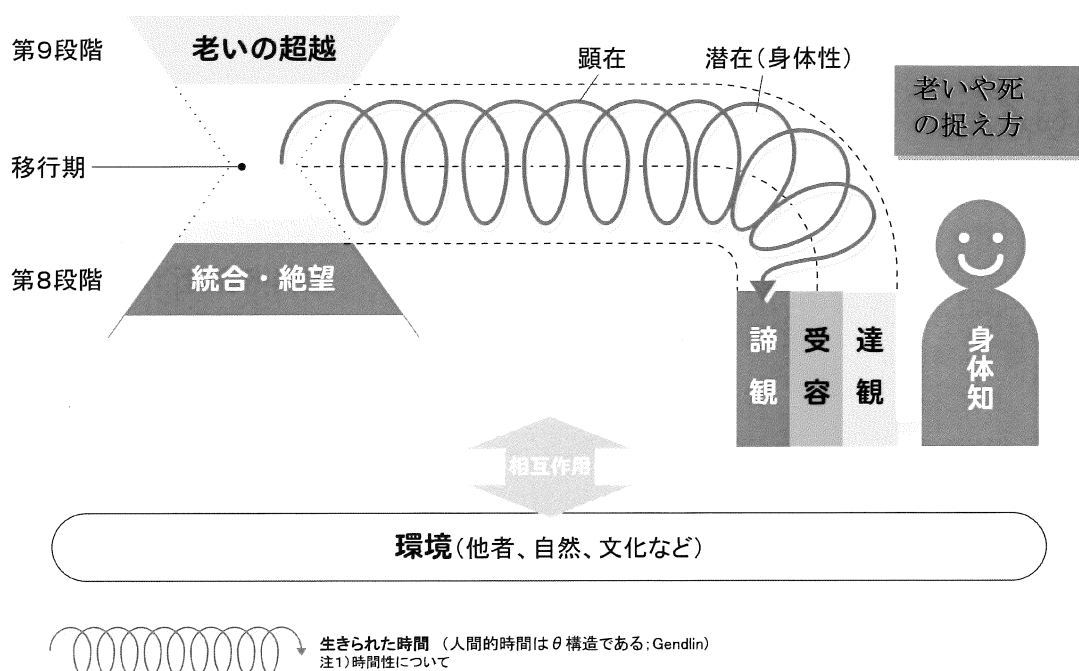 第9段階
老いの超越
顕在
潜在(身体性)
老いや死
の捉え方
移行期
第8段階
統合・絶望
諦観
受容
達観
身体知
相互作用
環境(他者、自然、文化など)
生きられた時間 (人間的時間はθ構造である;Gendlin)
注1)時間性について